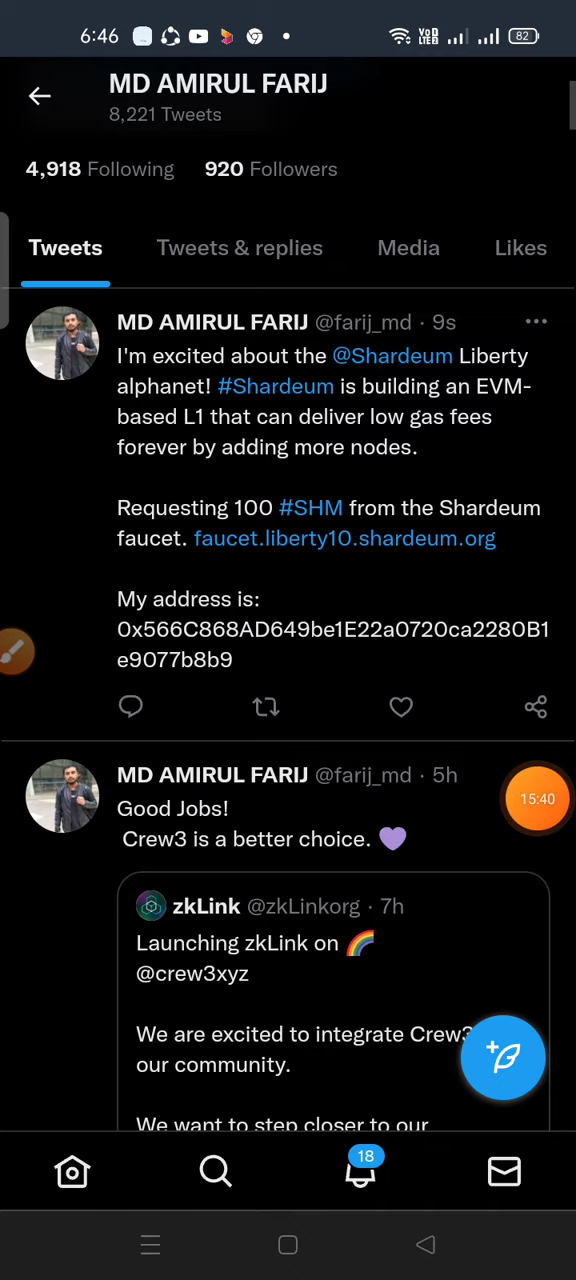 6:46
VoD
LTE2
82
MD AMIRUL FARIJ
8,221 Tweets
4,918 Following 920 Followers
Tweets Tweets & replies Media Likes
MD AMIRUL FARIJ @farij_md · 9s
I'm excited about the @Shardeum Liberty
alphanet! #Shardeum is building an EVM-
based L1 that can deliver low gas fees
forever by adding more nodes.
Requesting 100 #SHM from the Shardeum
faucet. faucet.liberty10.shardeum.org
My address is:
0x566C868AD649be1E22a0720ca2280B1
e9077b8b9
MD AMIRUL FARIJ @farij_md · 5h
Good Jobs!
Crew3 is a better choice. 💜
15:40
zkLink @zkLinkorg · 7h
Launching zkLink on 🌈
@crew3xyz
We are excited to integrate Crew3
our community.
We want to step closer to our
18